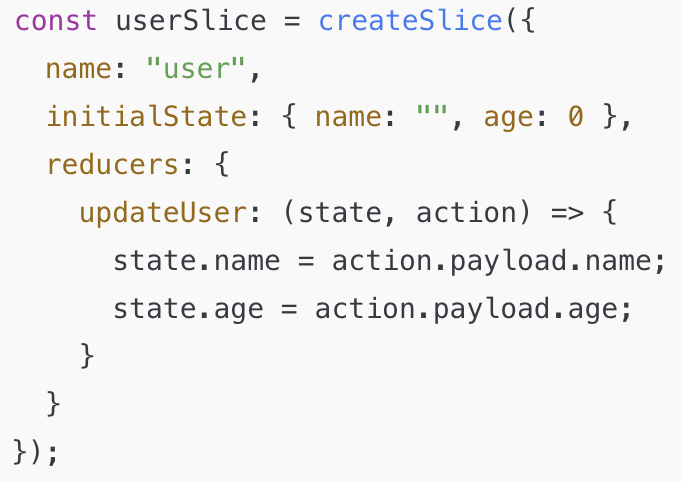 const userSlice = createSlice({
  name: "user",
  initialState: { name: "", age: 0 },
  reducers: {
    updateUser: (state, action) => {
      state.name = action.payload.name;
      state.age = action.payload.age;
    }
  }
});